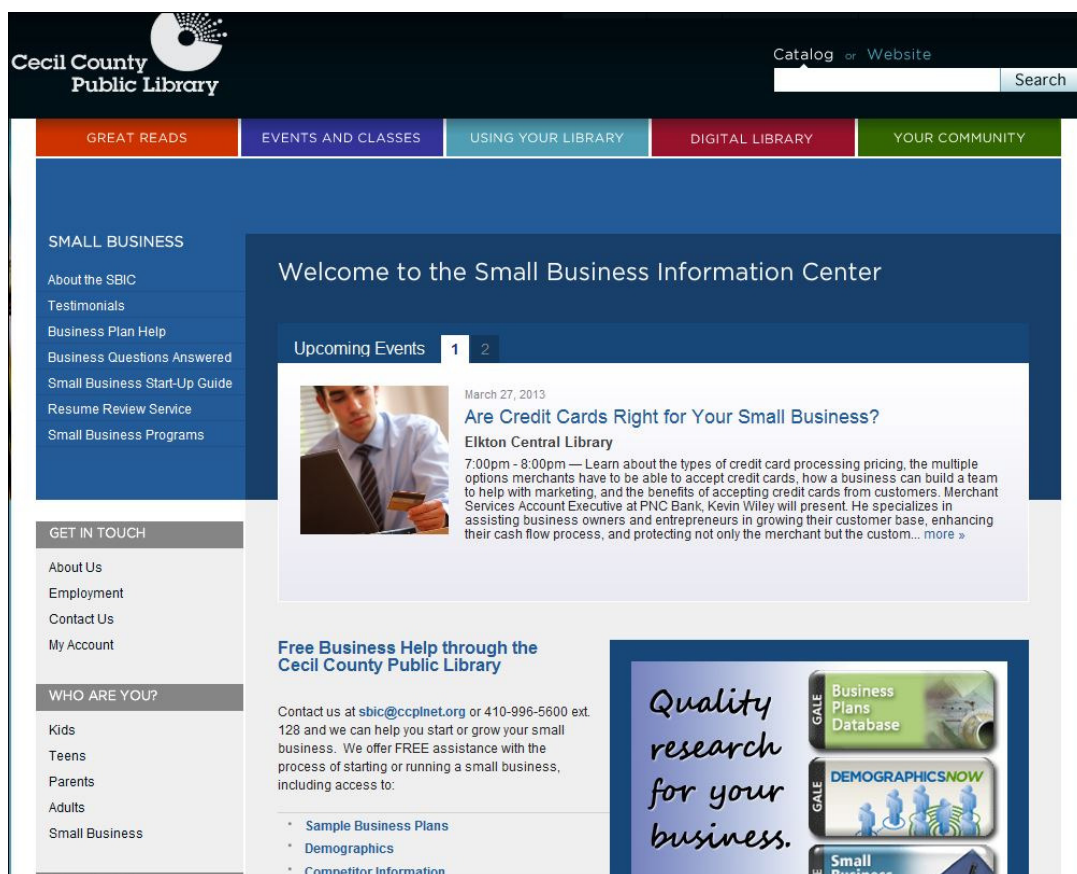 Cecil County
Public Library
Catalog or Website
Search
GREAT READS
EVENTS AND CLASSES
USING YOUR LIBRARY
DIGITAL LIBRARY
YOUR COMMUNITY
SMALL BUSINESS
About the SBIC
Testimonials
Business Plan Help
Business Questions Answered
Small Business Start-Up Guide
Resume Review Service
Small Business Programs
Welcome to the Small Business Information Center
Upcoming Events 1 2
March 27, 2013
Are Credit Cards Right for Your Small Business?
Elkton Central Library
7:00pm - 8:00pm — Learn about the types of credit card processing pricing, the multiple
options merchants have to be able to accept credit cards, how a business can build a team
to help with marketing, and the benefits of accepting credit cards from customers. Merchant
Services Account Executive at PNC Bank, Kevin Wiley will present. He specializes in
assisting business owners and entrepreneurs in growing their customer base, enhancing
their cash flow process, and protecting not only the merchant but the custom... more »
GET IN TOUCH
About Us
Employment
Contact Us
My Account
WHO ARE YOU?
Kids
Teens
Parents
Adults
Small Business
Free Business Help through the
Cecil County Public Library
Contact us at sbic@ccplnet.org or 410-996-5600 ext.
128 and we can help you start or grow your small
business. We offer FREE assistance with the
process of starting or running a small business,
including access to:
Sample Business Plans
Demographics
Competitor Information
Quality
research
for your
business.
GALE
Business
Plans
Database
GALE
DEMOGRAPHICSNOW
Small
Business